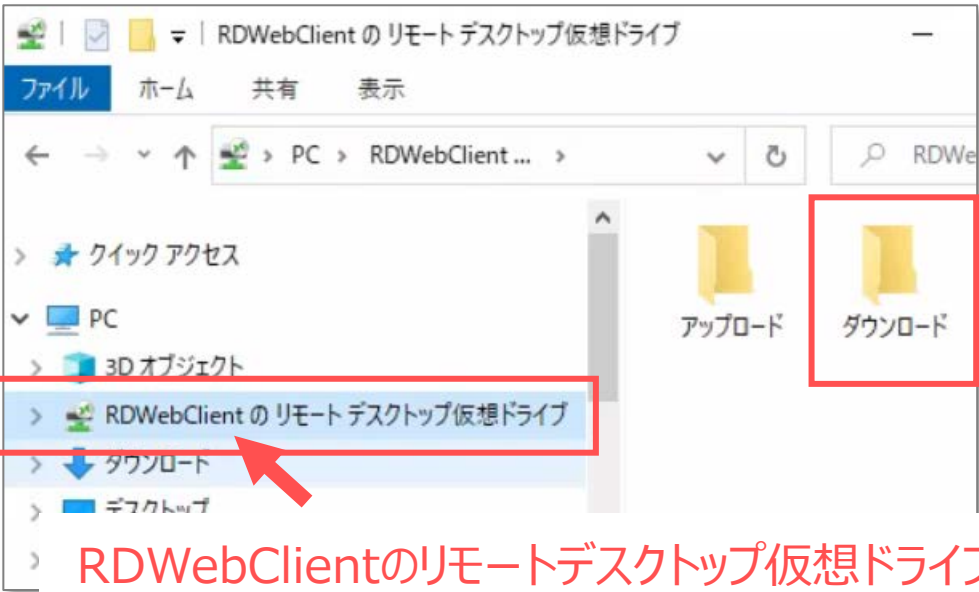 RDWebClient の リモート デスクトップ仮想ドライブ
ファイル ホーム 共有 表示
PC RDWebClient ...
RDWe
クイック アクセス
PC
3D オブジェクト
RDWebClient の リモート デスクトップ仮想ドライブ
ダウンロード
デスクトップ
アップロード
ダウンロード
RDWebClientのリモートデスクトップ仮想ドライブ